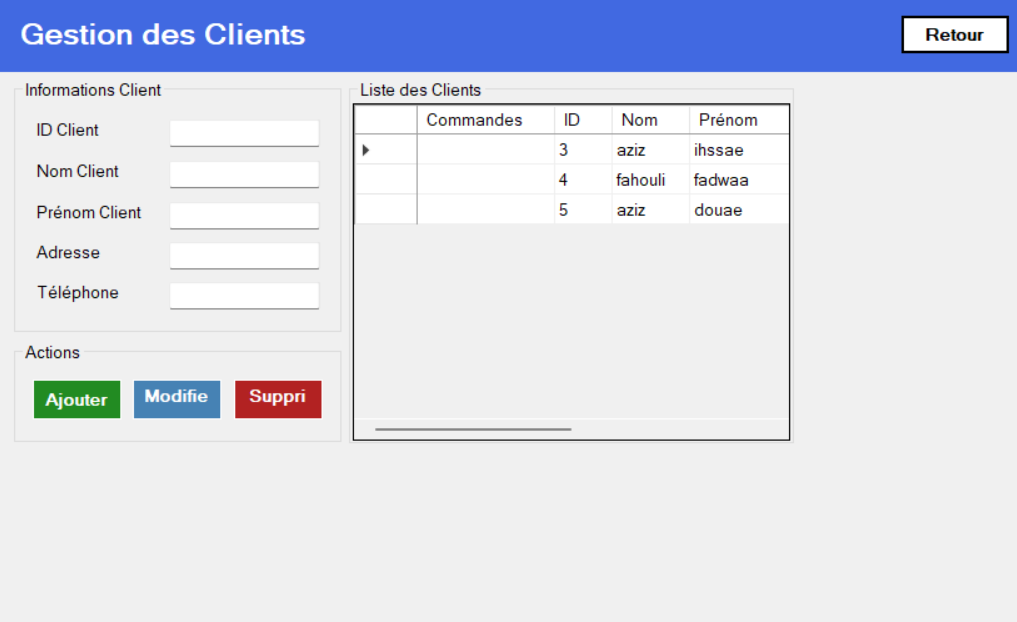 Gestion des Clients
Retour
Informations Client
ID Client
Nom Client
Prénom Client
Adresse
Téléphone
Actions
Ajouter Modifie Suppri
Liste des Clients
Commandes ID Nom Prénom
3 aziz ihssae
4 fahouli fadwaa
5 aziz douae